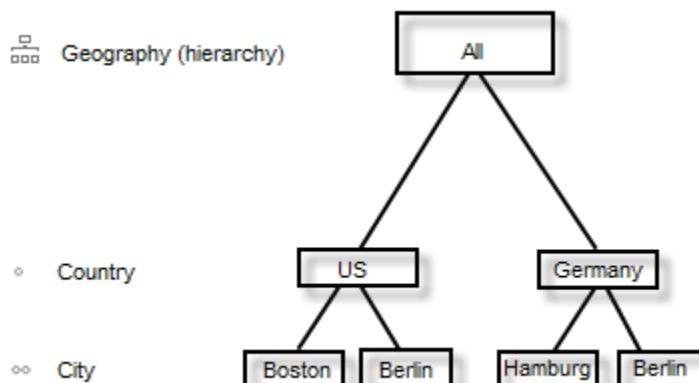 Geography (hierarchy) All
Country US Germany
City Boston Berlin Hamburg Berlin